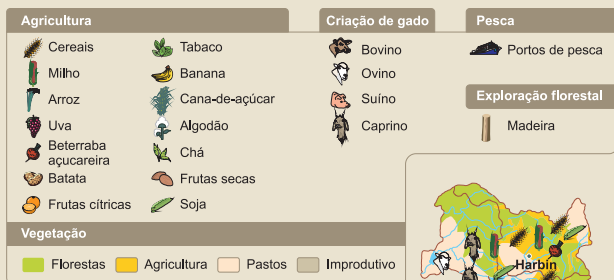 Agricultura
Cereais
Milho
Arroz
Uva
Beterraba
açucareira
Batata
Frutas cítricas
Tabaco
Banana
Cana-de-açúcar
Algodão
Chá
Frutas secas
Soja
Criação de gado
Bovino
Ovino
Suíno
Caprino
Pesca
Portos de pesca
Exploração florestal
Madeira
Vegetação
Florestas
Agricultura
Pastos
Improdutivo
Harbin